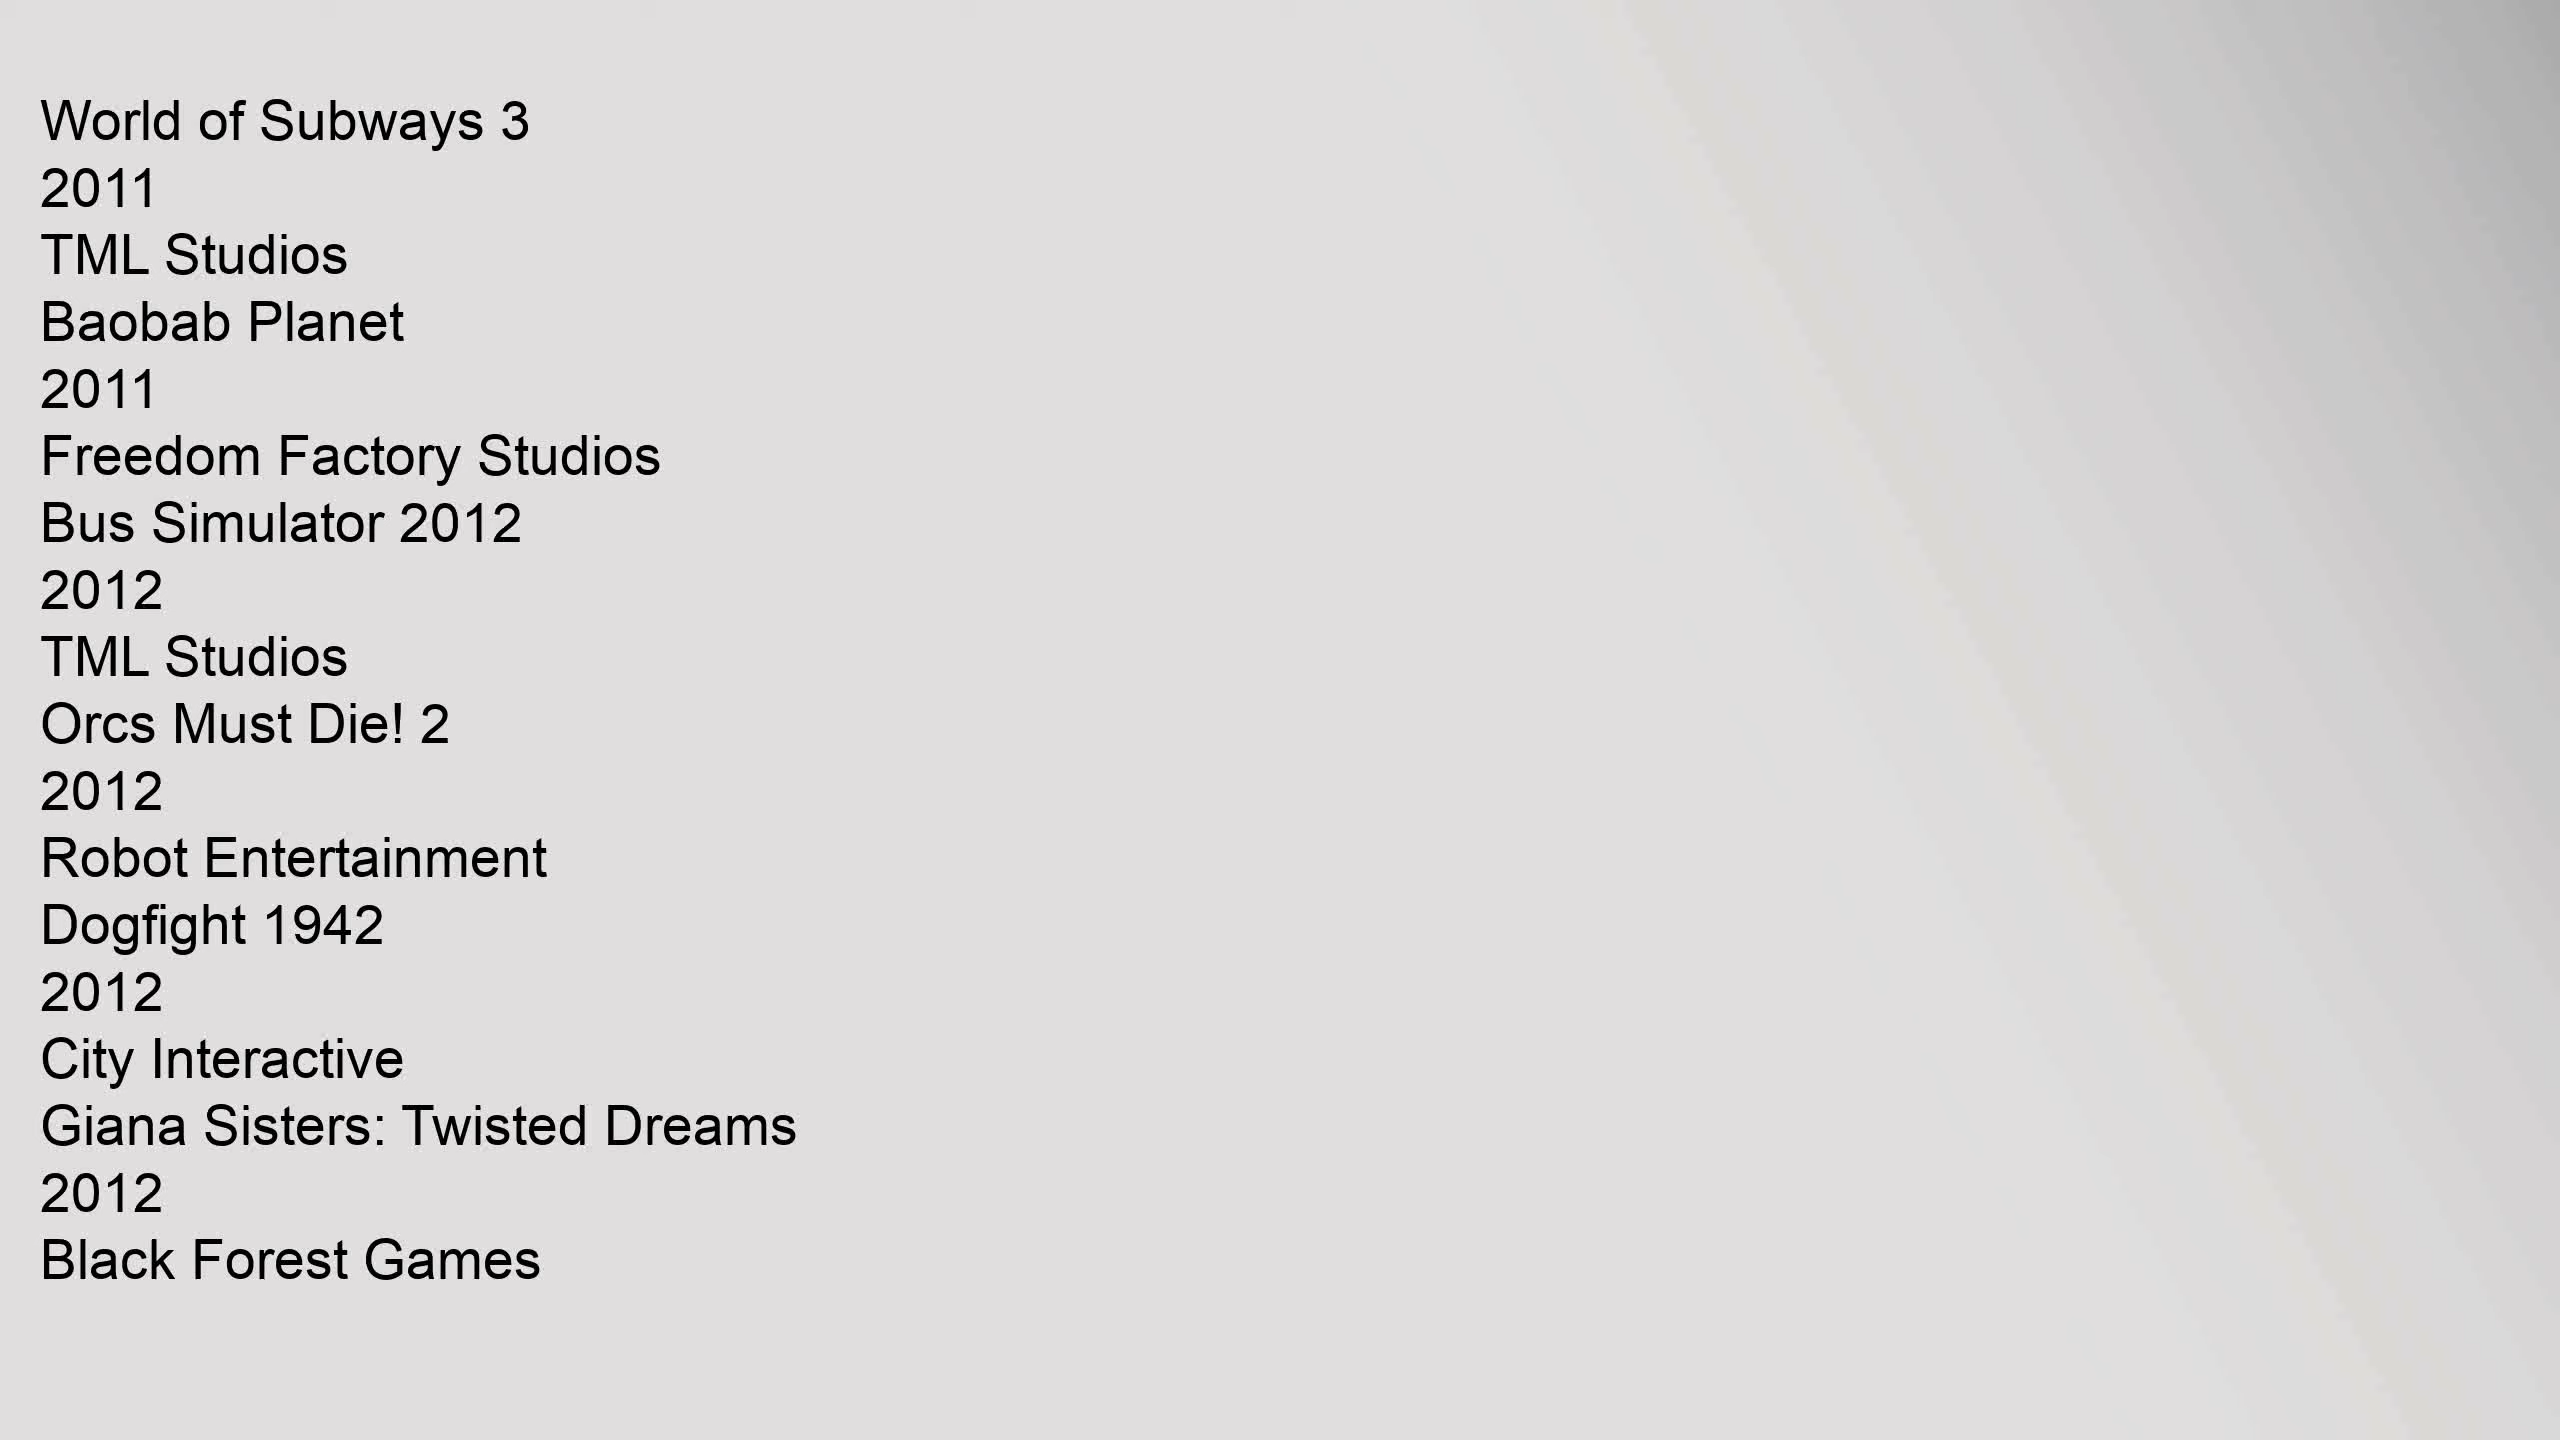 World of Subways 3
2011
TML Studios
Baobab Planet
2011
Freedom Factory Studios
Bus Simulator 2012
2012
TML Studios
Orcs Must Die! 2
2012
Robot Entertainment
Dogfight 1942
2012
City Interactive
Giana Sisters: Twisted Dreams
2012
Black Forest Games